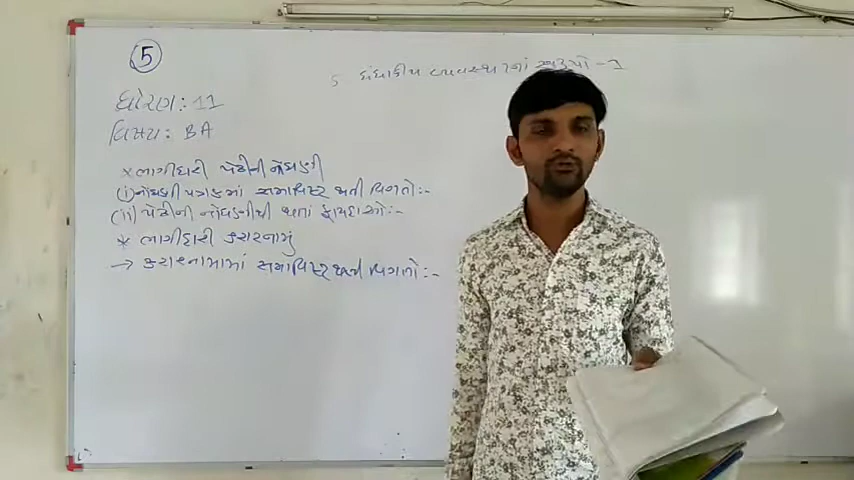 5
5 ધંધાકીય વ્યવસ્થાનાં સ્વરૂપો - 1
ધોરણ : 11
વિષય : BA
* ભાગીદારી પેઢીની નોંધણી
(i) નોંધણી પત્રકમાં સમાવિષ્ટ થતી વિગતો :-
(ii) પેઢીની નોંધણીથી થતાં ફાયદાઓ :-
* ભાગીદારી કરારનામું
→ કરારનામામાં સમાવિષ્ટ થતી વિગતો :-